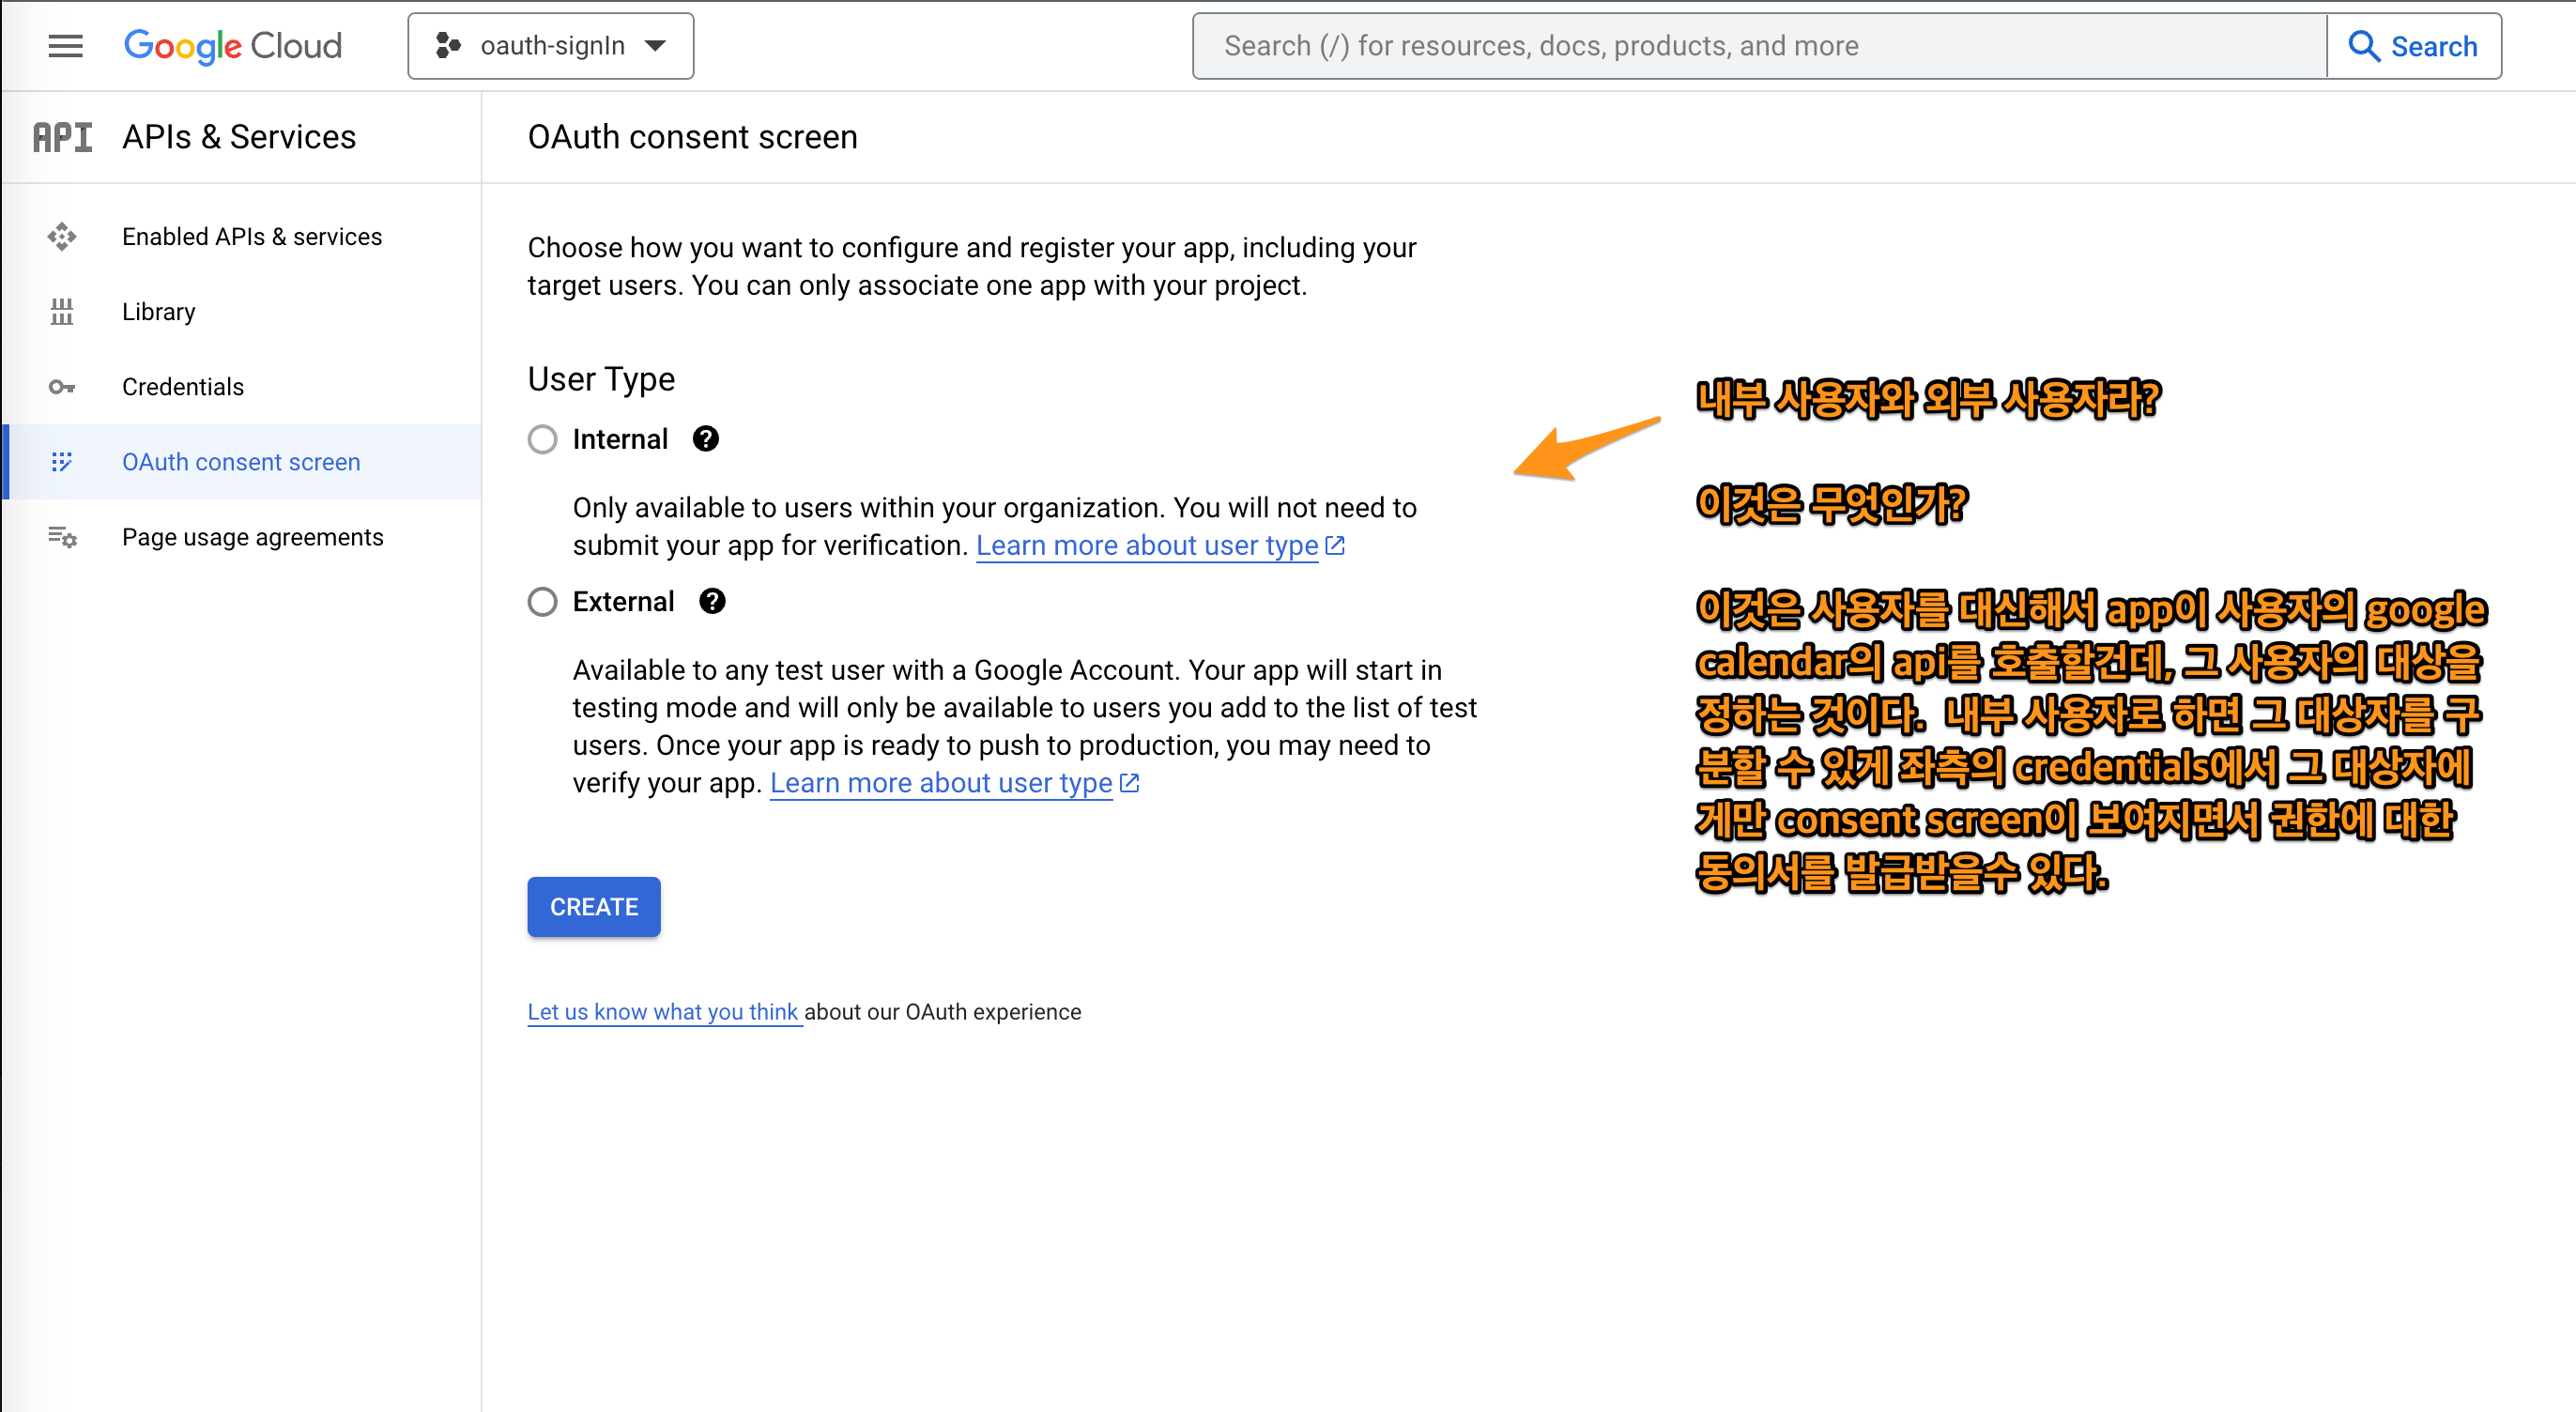 Google Cloud
oauth-signIn
Search (/) for resources, docs, products, and more
Search
API
APIs & Services
OAuth consent screen
Enabled APIs & services
Library
Credentials
OAuth consent screen
Page usage agreements
Choose how you want to configure and register your app, including your
target users. You can only associate one app with your project.
User Type
Internal
Only available to users within your organization. You will not need to
submit your app for verification. Learn more about user type
External
Available to any test user with a Google Account. Your app will start in
testing mode and will only be available to users you add to the list of test
users. Once your app is ready to push to production, you may need to
verify your app. Learn more about user type
CREATE
Let us know what you think about our OAuth experience
내부 사용자와 외부 사용자라?
이것은 무엇인가?
이것은 사용자를 대신해서 app이 사용자의 google
calendar의 api를 호출할건데, 그 사용자의 대상을
정하는 것이다. 내부 사용자로 하면 그 대상자를 구
분할 수 있게 좌측의 credentials에서 그 대상자에
게만 consent screen이 보여지면서 권한에 대한
동의서를 발급받을수 있다.